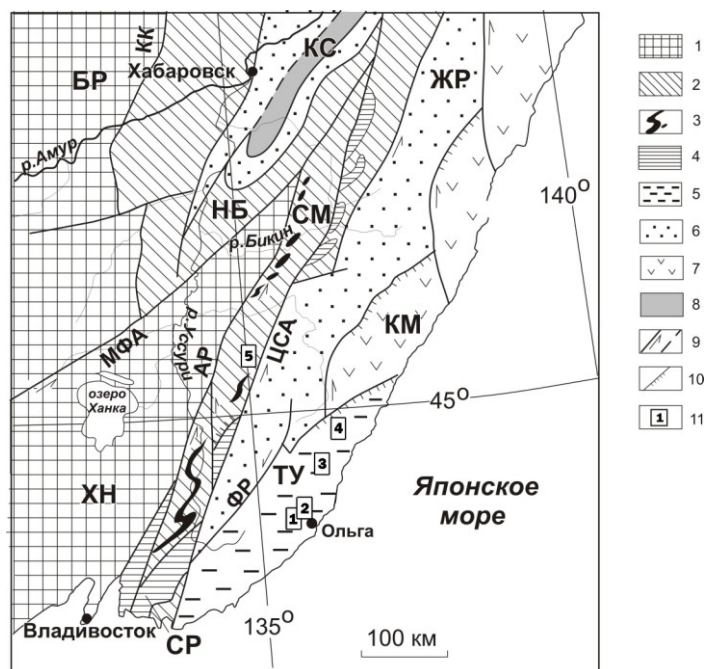 КК
КС
БР
Хабаровск
ЖР
р.Амур
140°
НБ
СМ
р.Бикин
р.Уссури
КМ
МФА
АР
ЦСА
5
озеро
Ханка
45°
4
ХН
ФР
ТУ
3
Японское
море
1
2
Ольга
Владивосток
СР
135°
100 км
1
2
3
4
5
6
7
8
9
10
11
1